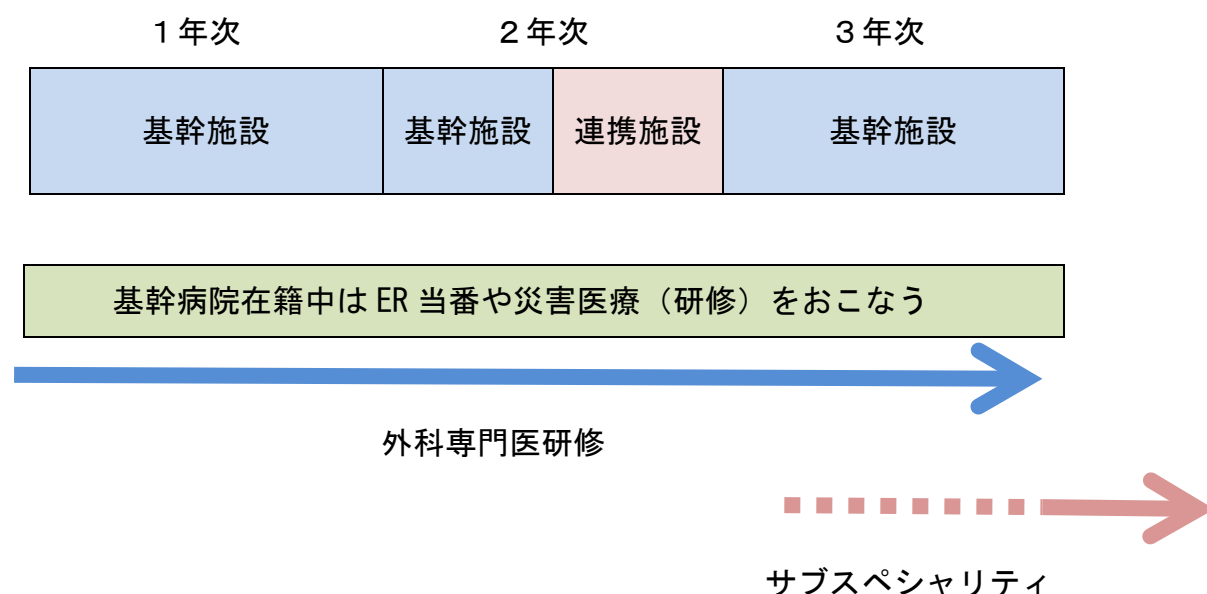 １年次 ２年次 ３年次
基幹施設 基幹施設 連携施設 基幹施設
基幹病院在籍中は ER 当番や災害医療（研修）をおこなう
外科専門医研修
サブスペシャリティ